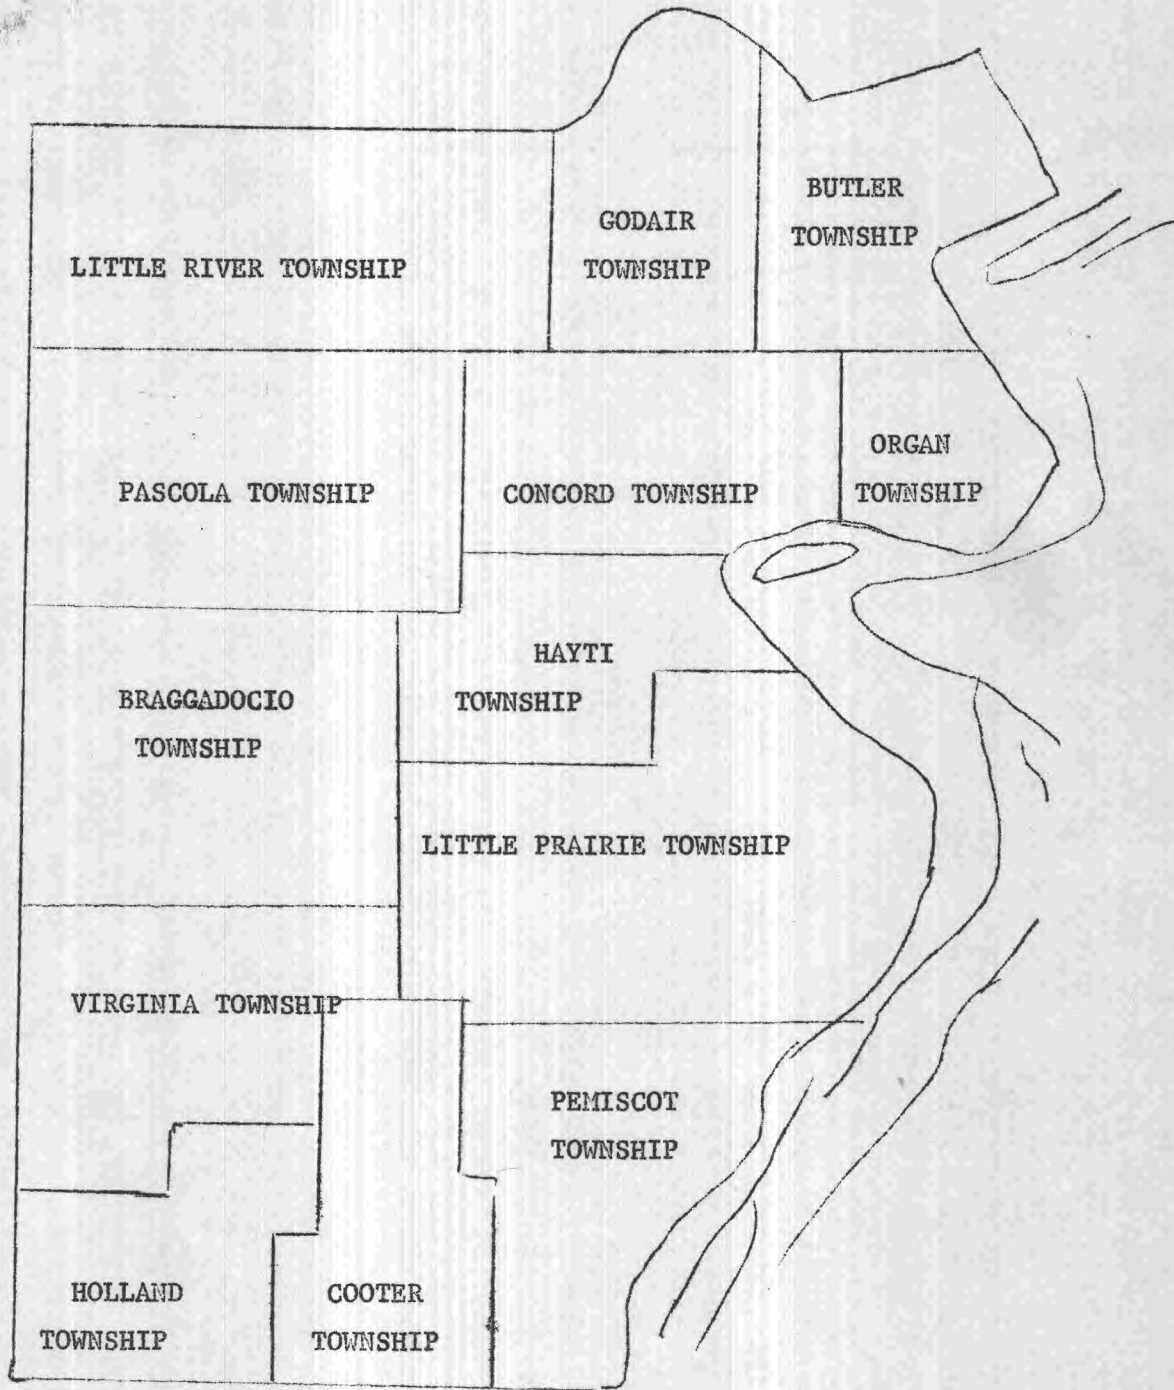 BUTLER
TOWNSHIP
GODAIR
TOWNSHIP
LITTLE RIVER TOWNSHIP
ORGAN
TOWNSHIP
PASCOLA TOWNSHIP
CONCORD TOWNSHIP
HAYTI
TOWNSHIP
BRAGGADOCIO
TOWNSHIP
LITTLE PRAIRIE TOWNSHIP
VIRGINIA TOWNSHIP
PEMISCOT
TOWNSHIP
HOLLAND
TOWNSHIP
COOTER
TOWNSHIP